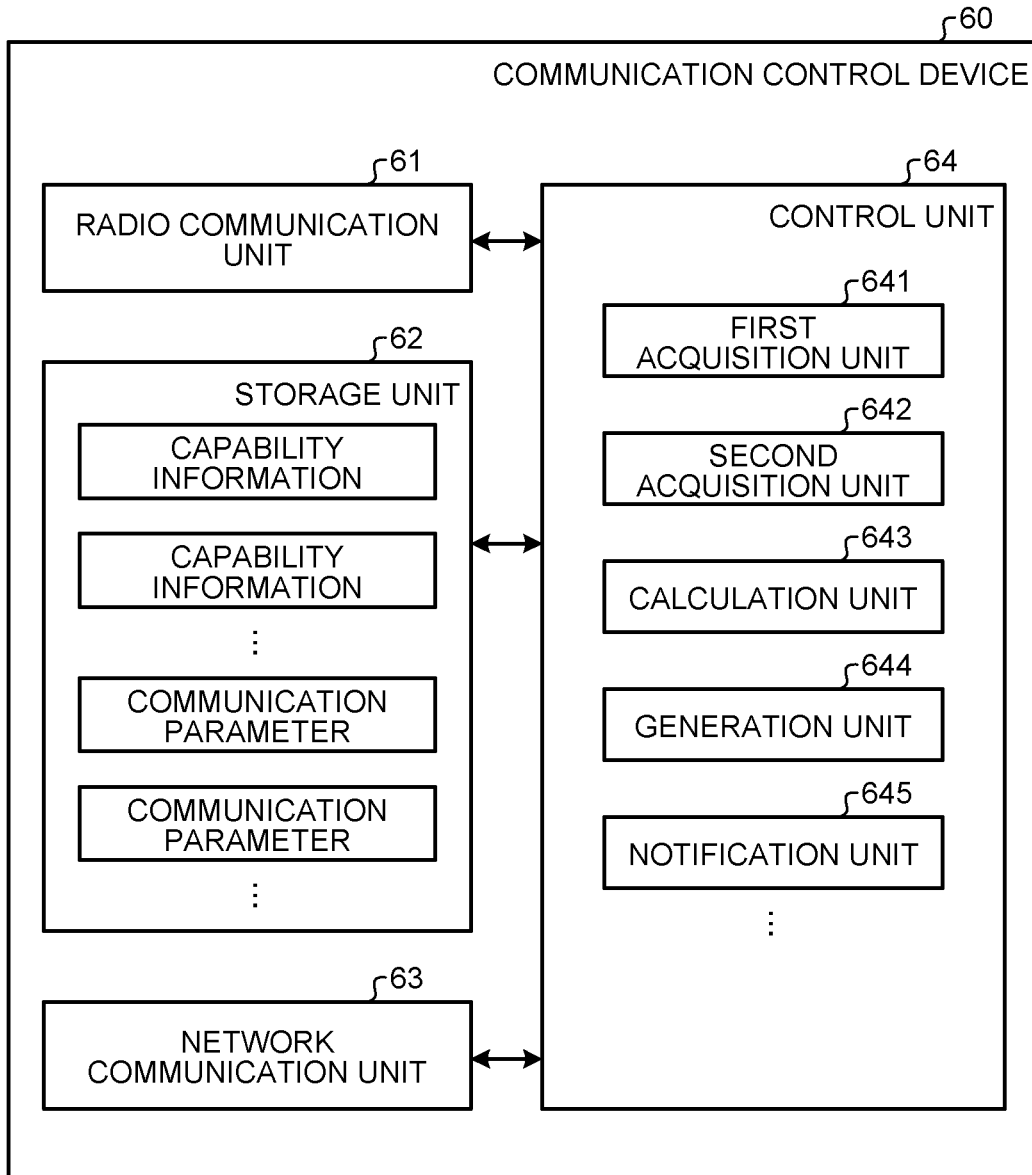 60
COMMUNICATION CONTROL DEVICE
61
RADIO COMMUNICATION
UNIT
62
STORAGE UNIT
CAPABILITY
INFORMATION
CAPABILITY
INFORMATION
⋮
COMMUNICATION
PARAMETER
COMMUNICATION
PARAMETER
⋮
63
NETWORK
COMMUNICATION UNIT
64
CONTROL UNIT
641
FIRST
ACQUISITION UNIT
642
SECOND
ACQUISITION UNIT
643
CALCULATION UNIT
644
GENERATION UNIT
645
NOTIFICATION UNIT
⋮